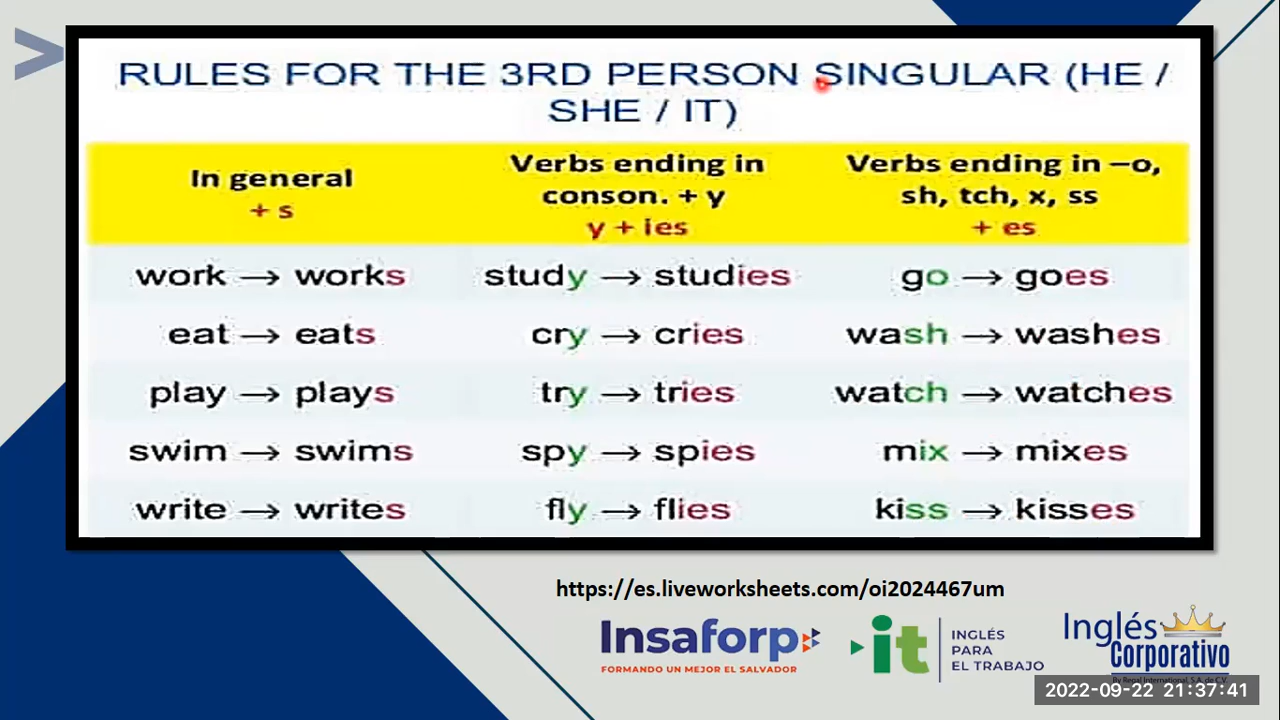 RULES FOR THE 3RD PERSON SINGULAR (HE /
SHE / IT)
In general
+ s
Verbs ending in
conson. + y
y + ies
Verbs ending in –o,
sh, tch, x, ss
+ es
work → works
study → studies
go → goes
eat → eats
cry → cries
wash → washes
play → plays
try → tries
watch → watches
swim → swims
spy → spies
mix → mixes
write → writes
fly → flies
kiss → kisses
https://es.liveworksheets.com/oi2024467um
Insaforp
FORMANDO UN MEJOR EL SALVADOR
it
INGLÉS
PARA
EL TRABAJO
Inglés
Corporativo
By Regal International, S.A. de C.V.
2022-09-22 21:37:41